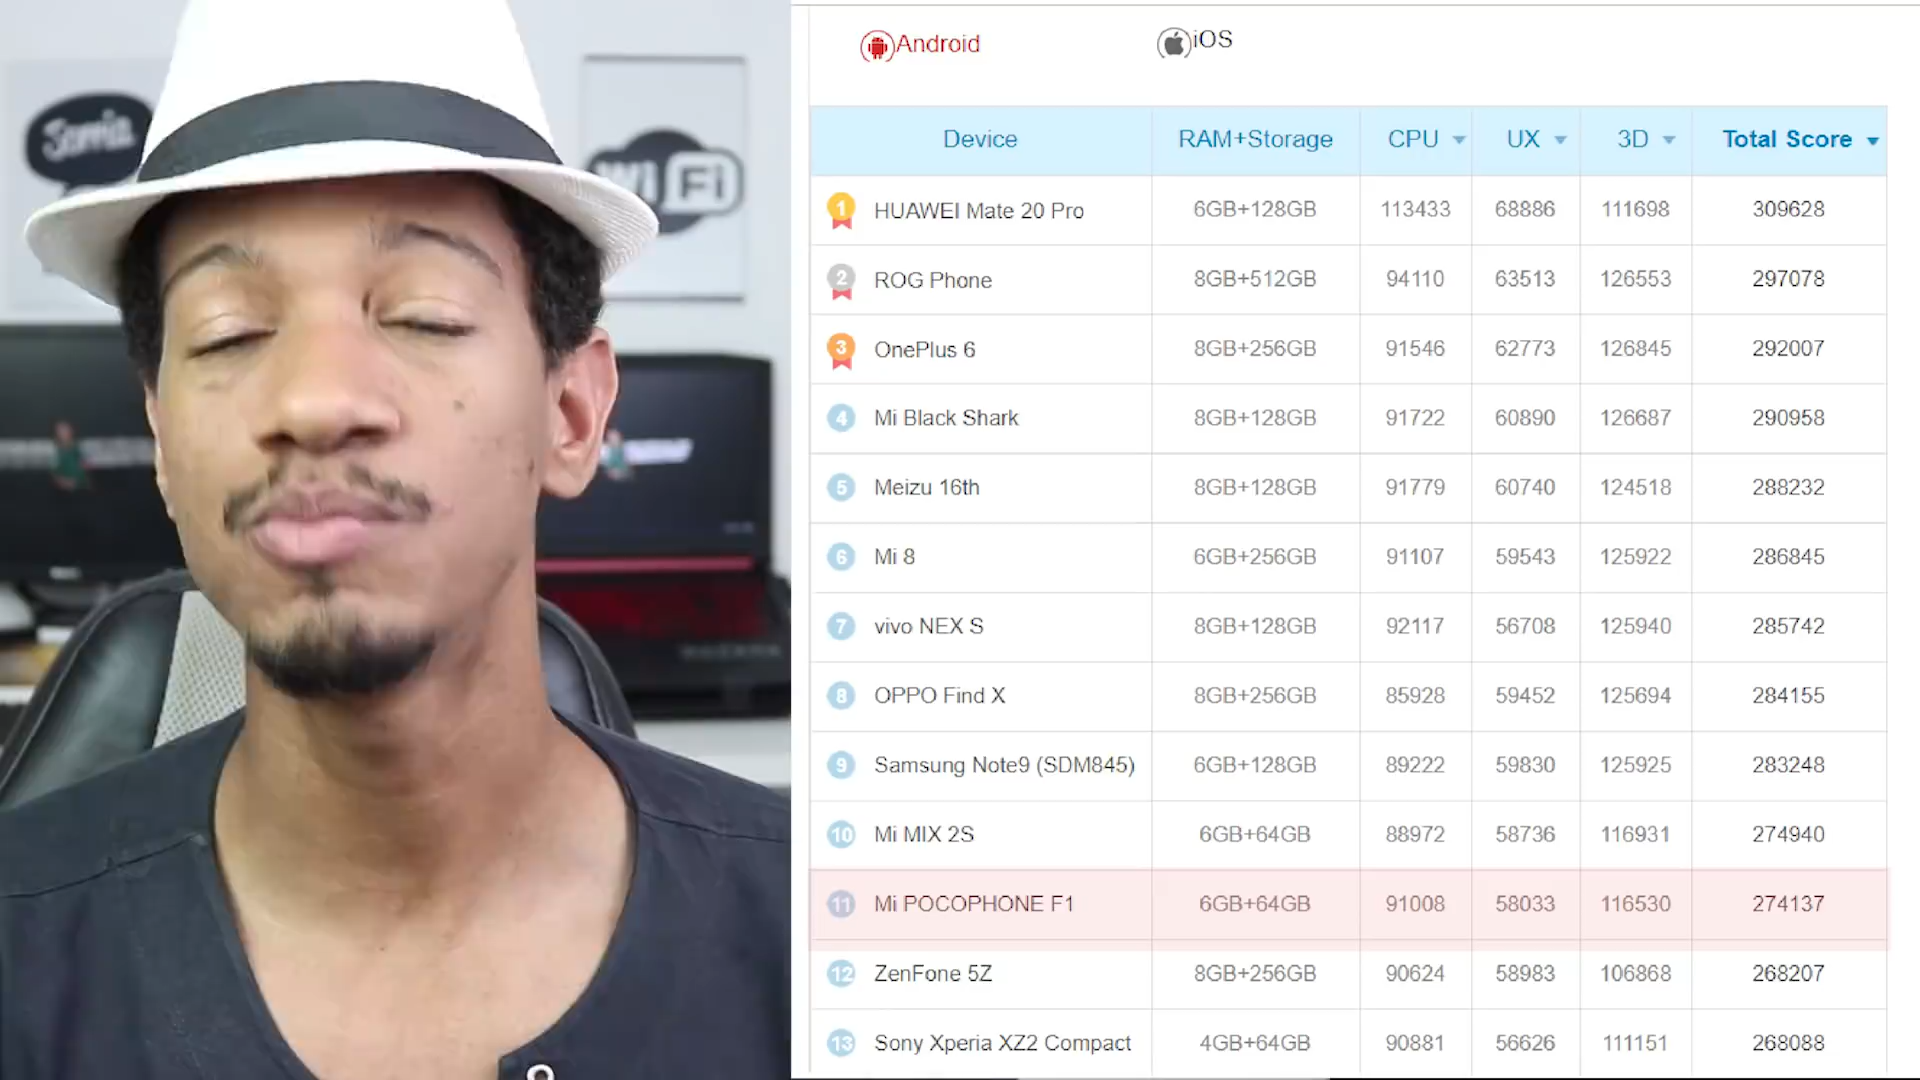 Jamia
WiFi
Android
iOS
Device RAM+Storage CPU UX 3D Total Score
1 HUAWEI Mate 20 Pro 6GB+128GB 113433 68886 111698 309628
2 ROG Phone 8GB+512GB 94110 63513 126553 297078
3 OnePlus 6 8GB+256GB 91546 62773 126845 292007
4 Mi Black Shark 8GB+128GB 91722 60890 126687 290958
5 Meizu 16th 8GB+128GB 91779 60740 124518 288232
6 Mi 8 6GB+256GB 91107 59543 125922 286845
7 vivo NEX S 8GB+128GB 92117 56708 125940 285742
8 OPPO Find X 8GB+256GB 85928 59452 125694 284155
9 Samsung Note9 (SDM845) 6GB+128GB 89222 59830 125925 283248
10 Mi MIX 2S 6GB+64GB 88972 58736 116931 274940
11 Mi POCOPHONE F1 6GB+64GB 91008 58033 116530 274137
12 ZenFone 5Z 8GB+256GB 90624 58983 106868 268207
13 Sony Xperia XZ2 Compact 4GB+64GB 90881 56626 111151 268088